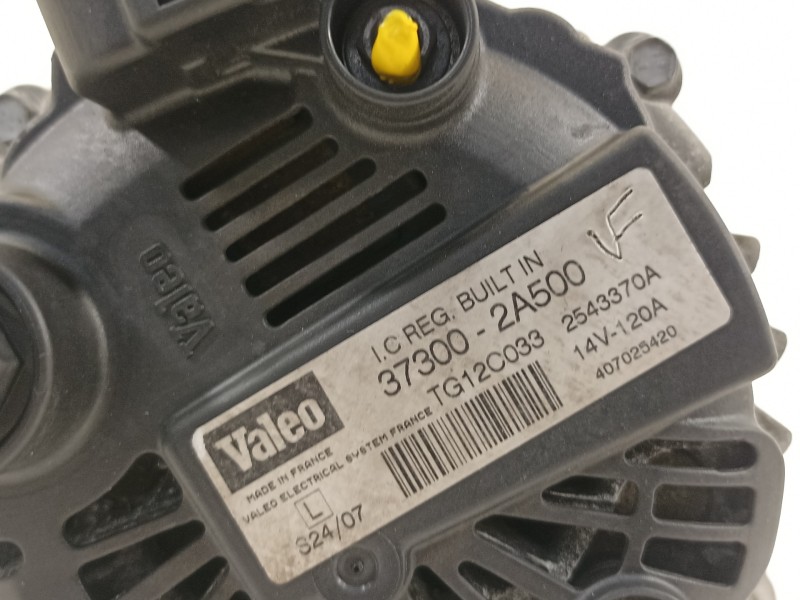 Valeo
I.C REG. BUILT IN
37300 - 2A500
TG12C033 2543370A
14V-120A
407025420
Valeo
MADE IN FRANCE
VALEO ELECTRICAL SYSTEM FRANCE
L
S24/07